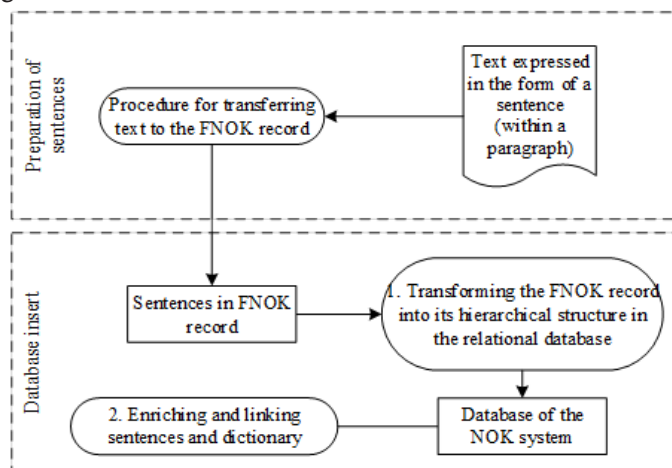 Preparation of
sentences
Procedure for transferring
text to the FNOK record
Text expressed
in the form of a
sentence
(within a
paragraph)
Database insert
Sentences in FNOK
record
1. Transforming the FNOK record
into its hierarchical structure in
the relational database
2. Enriching and linking
sentences and dictionary
Database of the
NOK system